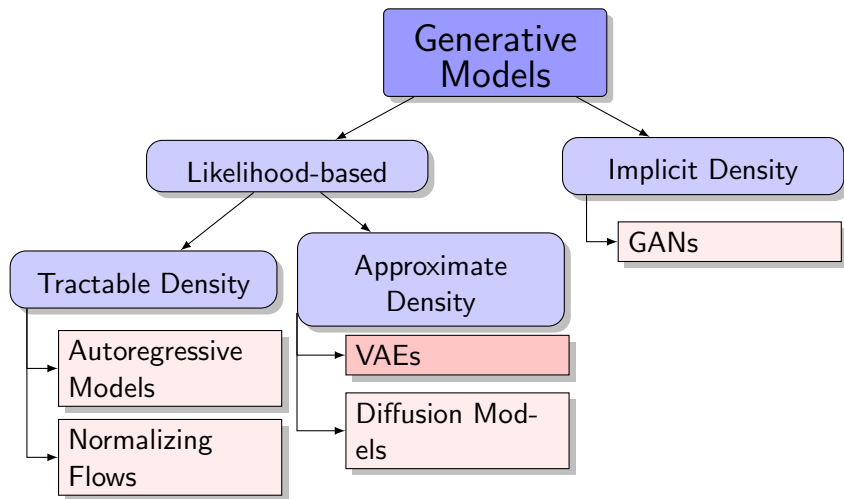 Generative
Models
Likelihood-based
Implicit Density
GANs
Tractable Density
Approximate
Density
Autoregressive
Models
VAEs
Normalizing
Flows
Diffusion Mod-
els